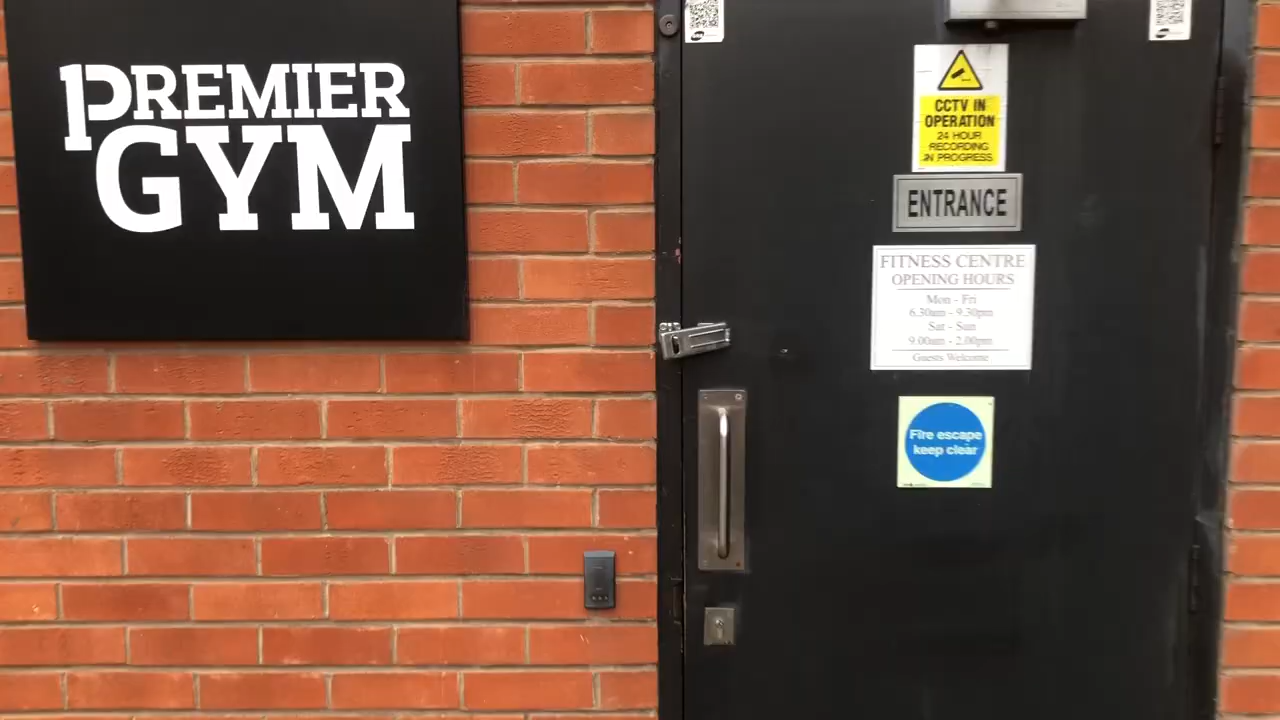 PREMIER
GYM
CCTV IN
OPERATION
24 HOUR
RECORDING
IN PROGRESS
ENTRANCE
FITNESS CENTRE
OPENING HOURS
Mon - Fri
6.30am - 9.30pm
Sat - Sun
9.00am - 2.00pm
Guests Welcome
Fire escape
keep clear